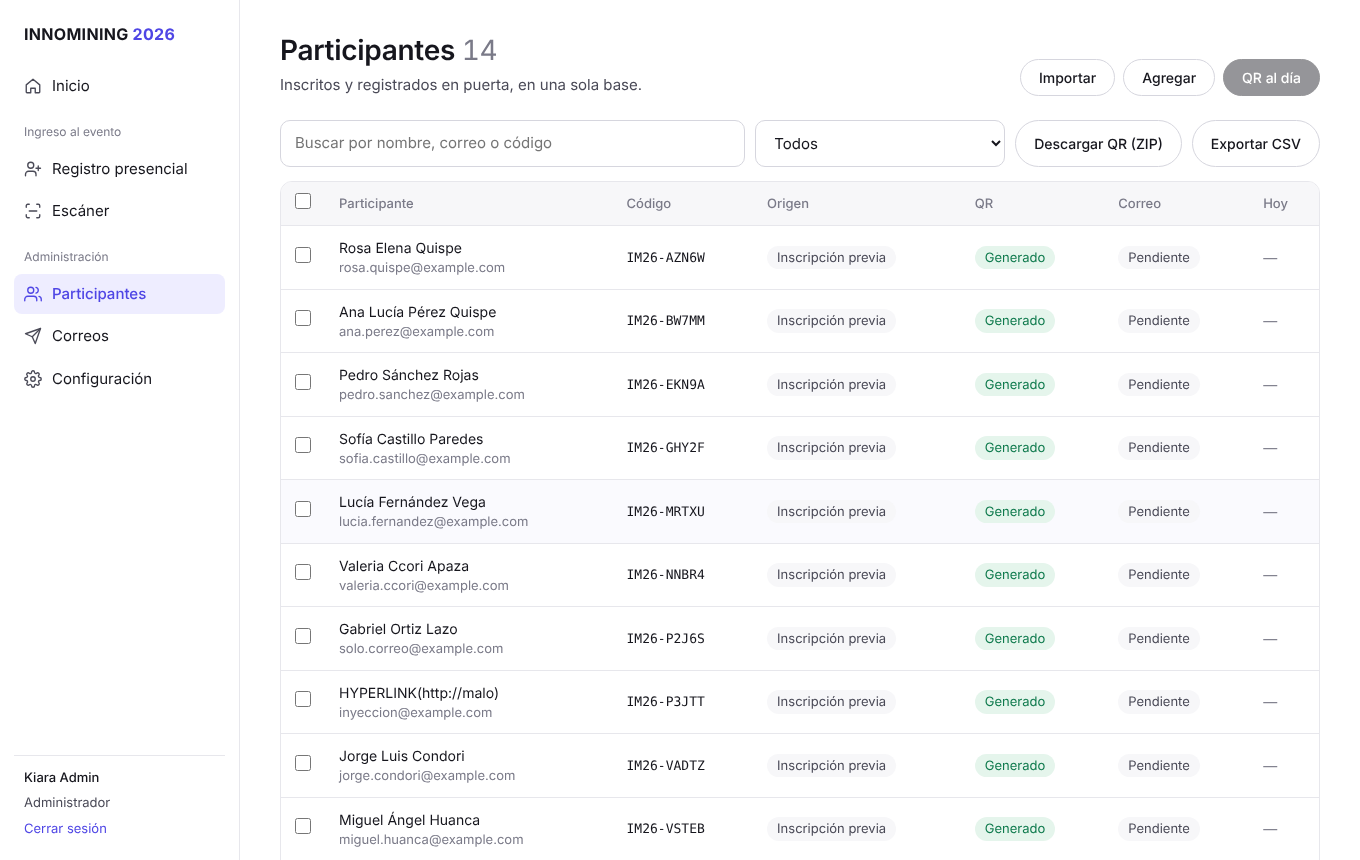 INNOMINING 2026
Inicio
Ingreso al evento
Registro presencial
Escáner
Administración
Participantes
Correos
Configuración
Kiara Admin
Administrador
Cerrar sesión
Participantes 14
Inscritos y registrados en puerta, en una sola base.
Importar
Agregar
QR al día
Buscar por nombre, correo o código
Todos
Descargar QR (ZIP)
Exportar CSV
Participante Código Origen QR Correo Hoy
Rosa Elena Quispe
rosa.quispe@example.com
IM26-AZN6W Inscripción previa Generado Pendiente —
Ana Lucía Pérez Quispe
ana.perez@example.com
IM26-BW7MM Inscripción previa Generado Pendiente —
Pedro Sánchez Rojas
pedro.sanchez@example.com
IM26-EKN9A Inscripción previa Generado Pendiente —
Sofía Castillo Paredes
sofia.castillo@example.com
IM26-GHY2F Inscripción previa Generado Pendiente —
Lucía Fernández Vega
lucia.fernandez@example.com
IM26-MRTXU Inscripción previa Generado Pendiente —
Valeria Ccori Apaza
valeria.ccori@example.com
IM26-NNBR4 Inscripción previa Generado Pendiente —
Gabriel Ortiz Lazo
solo.correo@example.com
IM26-P2J6S Inscripción previa Generado Pendiente —
HYPERLINK(http://malo)
inyeccion@example.com
IM26-P3JTT Inscripción previa Generado Pendiente —
Jorge Luis Condori
jorge.condori@example.com
IM26-VADTZ Inscripción previa Generado Pendiente —
Miguel Ángel Huanca
miguel.huanca@example.com
IM26-VSTEB Inscripción previa Generado Pendiente —